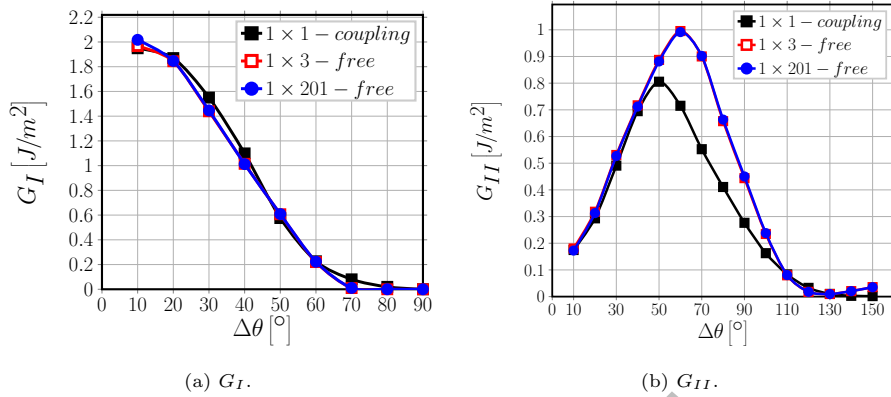 2.2
2
1.8
1.6
1.4
1.2
1
0.8
0.6
0.4
0.2
0
G_I [J/m²]
1 × 1 − coupling
1 × 3 − free
1 × 201 − free
0 10 20 30 40 50 60 70 80 90
Δθ [°]
(a) G_I.
1
0.9
0.8
0.7
0.6
0.5
0.4
0.3
0.2
0.1
0
G_II [J/m²]
1 × 1 − coupling
1 × 3 − free
1 × 201 − free
0 10 30 50 70 90 110 130 150
Δθ [°]
(b) G_II.